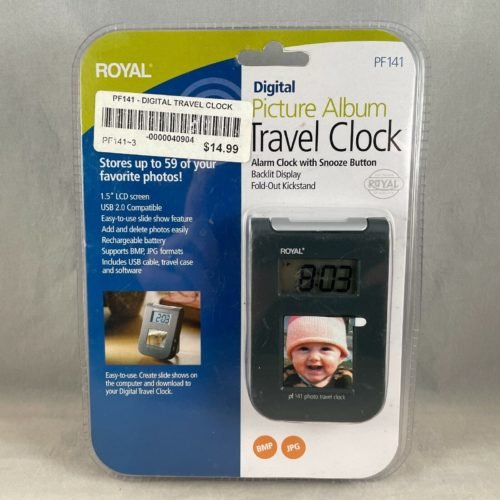 ROYAL®
PF141
PF141 - DIGITAL TRAVEL CLOCK
-0000040904
PF141~3
$14.99
Digital
Picture Album
Travel Clock
Alarm Clock with Snooze Button
Backlit Display
Fold-Out Kickstand
ROYAL
Stores up to 59 of your
favorite photos!
1.5" LCD screen
USB 2.0 Compatible
Easy-to-use slide show feature
Add and delete photos easily
Rechargeable battery
Supports BMP, JPG formats
Includes USB cable, travel case
and software
ROYAL®
8:03
2:03
Easy-to-use. Create slide shows on
the computer and download to
your Digital Travel Clock.
pf 141 photo travel clock
BMP
JPG